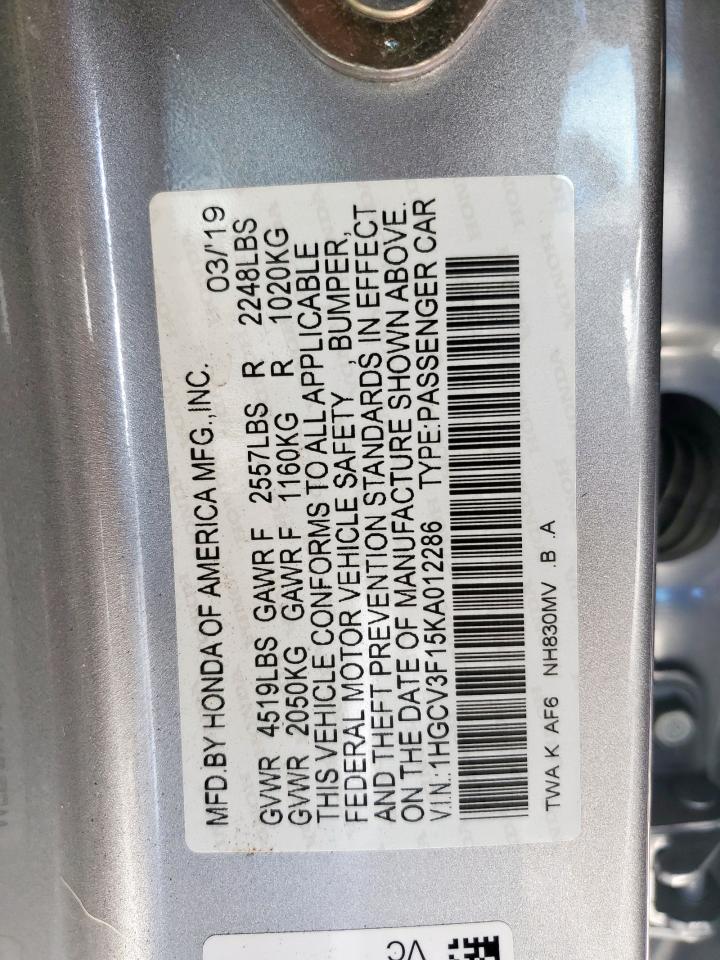 MFD.BY HONDA OF AMERICA MFG.,INC. 03/'19
GVWR 4519LBS GAWR F 2557LBS R 2248LBS
GVWR 2050KG GAWR F 1160KG R 1020KG
THIS VEHICLE CONFORMS TO ALL APPLICABLE
FEDERAL MOTOR VEHICLE SAFETY , BUMPER,
AND THEFT PREVENTION STANDARDS IN EFFECT
ON THE DATE OF MANUFACTURE SHOWN ABOVE.
V.I.N.:1HGCV3F15KA012286 TYPE:PASSENGER CAR
TWA K AF6 NH830MV .B .A
VC